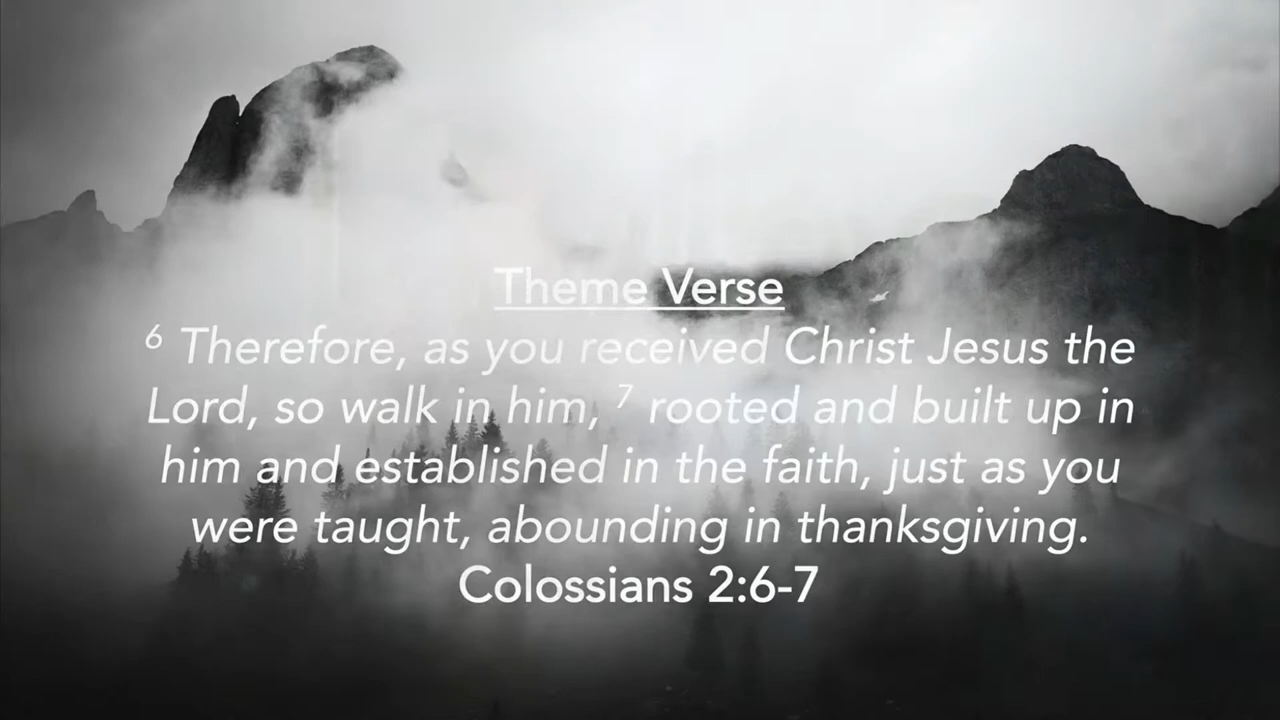 Theme Verse
⁶ Therefore, as you received Christ Jesus the
Lord, so walk in him, ⁷ rooted and built up in
him and established in the faith, just as you
were taught, abounding in thanksgiving.
Colossians 2:6-7